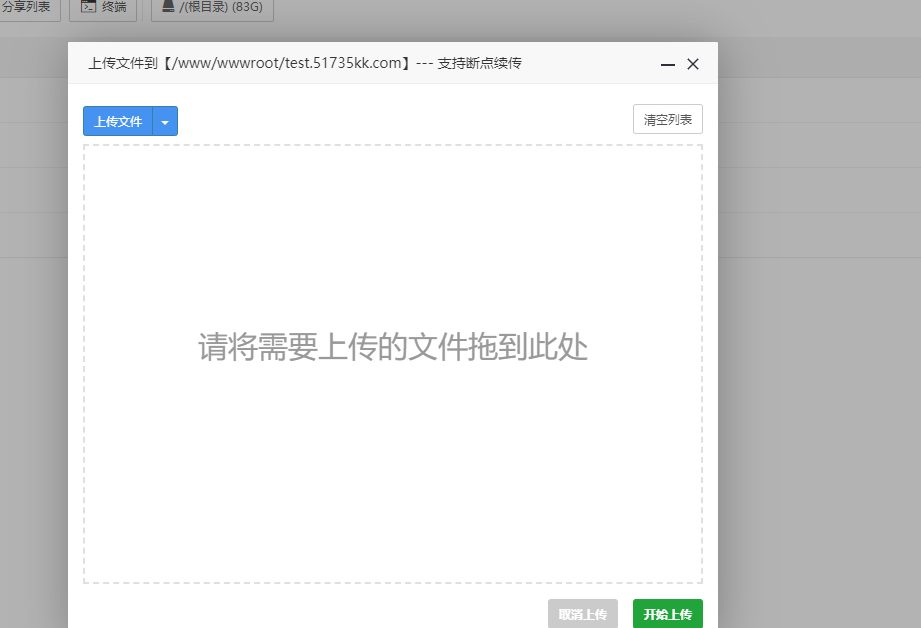 分享列表 终端 /(根目录) (83G)
上传文件到【/www/wwwroot/test.51735kk.com】--- 支持断点续传
上传文件 清空列表
请将需要上传的文件拖到此处
取消上传 开始上传